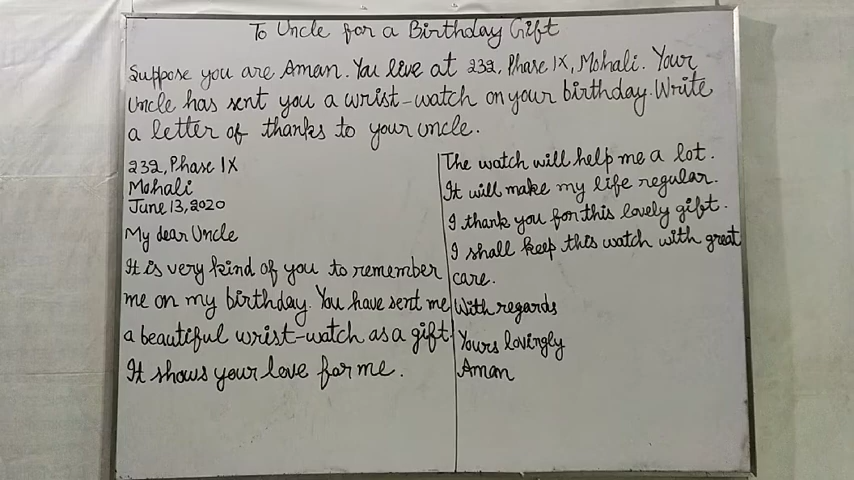 To Uncle for a Birthday Gift
Suppose you are Aman. You live at 232, Phase IX, Mohali. Your
Uncle has sent you a wrist-watch on your birthday. Write
a letter of thanks to your uncle.
232, Phase IX
Mohali
June 13, 2020
My dear Uncle
It is very kind of you to remember
me on my birthday. You have sent me
a beautiful wrist-watch as a gift.
It shows your love for me.
The watch will help me a lot.
It will make my life regular.
I thank you for this lovely gift.
I shall keep this watch with great
care.
With regards
Yours lovingly
Aman